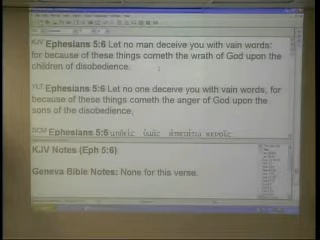 KJV Ephesians 5:6 Let no man deceive you with vain words:
for because of these things cometh the wrath of God upon the
children of disobedience.
YLT Ephesians 5:6 Let no one deceive you with vain words, for
because of these things cometh the anger of God upon the
sons of the disobedience,
Ephesians 5:6
KJV Notes (Eph 5:6)
Geneva Bible Notes: None for this verse.